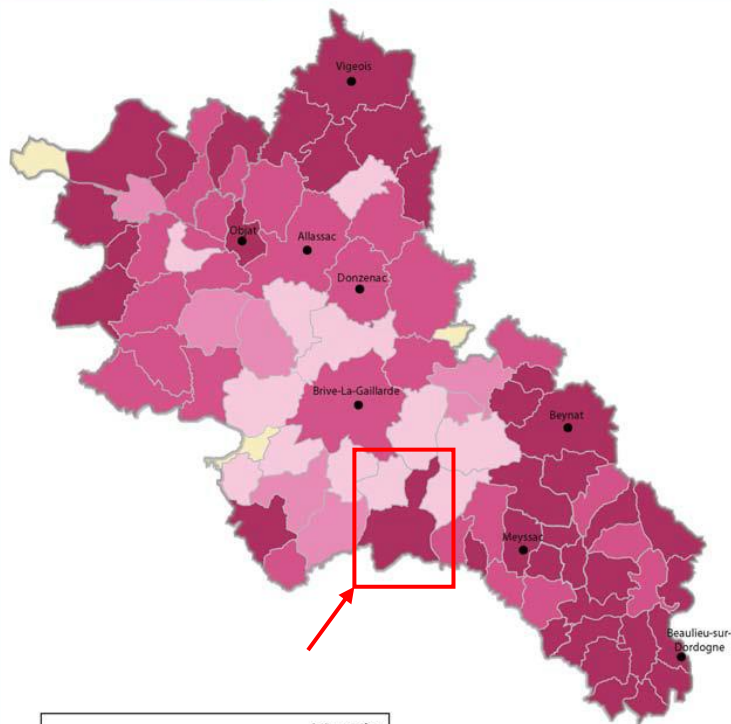 Vigeois
Objat
Allassac
Donzenac
Brive-La-Gaillarde
Beynat
Meyssac
Beaulieu-sur-
Dordogne